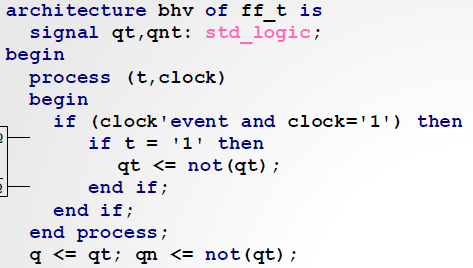 architecture bhv of ff_t is
signal qt,qnt: std_logic;
begin
process (t,clock)
begin
if (clock'event and clock='1') then
if t = '1' then
qt <= not(qt);
end if;
end if;
end process;
q <= qt; qn <= not(qt);